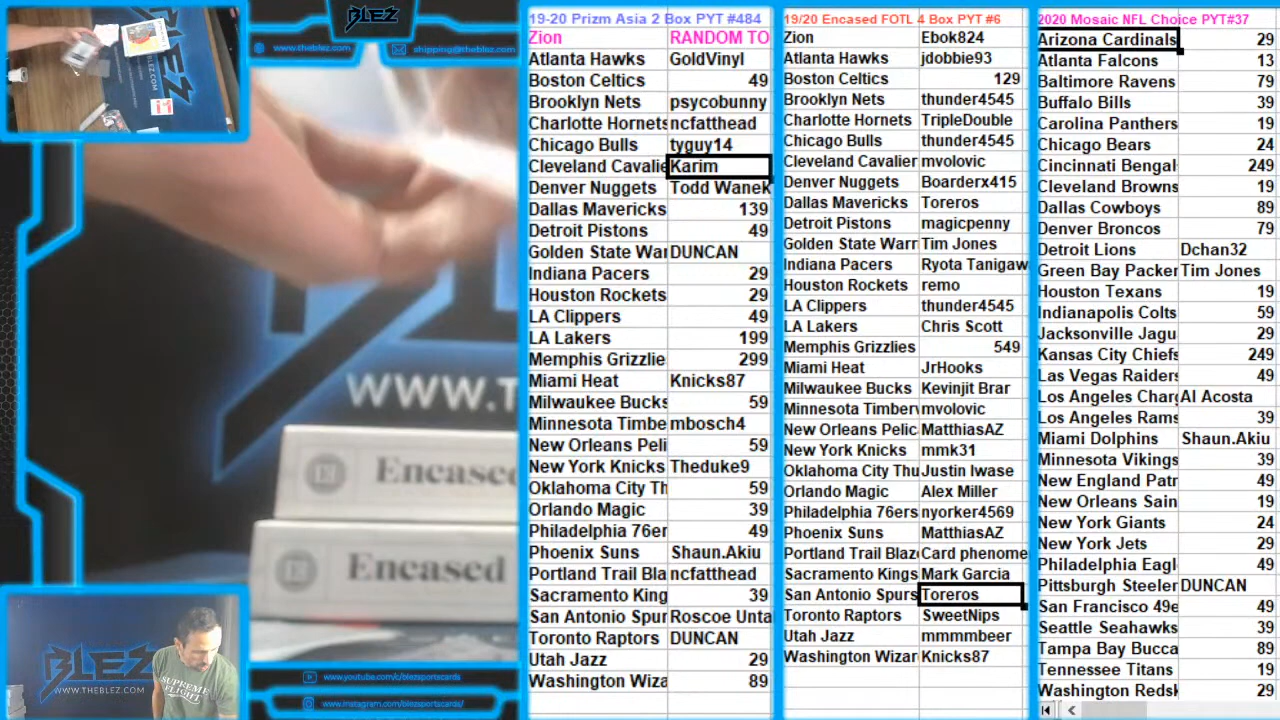 BLEZ
www.theblez.com
shipping@theblez.com
WWW.T
Encased
Encased
BLEZ
WWW.THEBLEZ.COM
SUPREME
FLIGHT
www.youtube.com/c/blezsportscards
www.instagram.com/blezsportscards/
19-20 Prizm Asia 2 Box PYT #484
Zion RANDOM TO
Atlanta Hawks GoldVinyl
Boston Celtics 49
Brooklyn Nets psycobunny
Charlotte Hornets ncfatthead
Chicago Bulls tyguy14
Cleveland Cavalie Karim
Denver Nuggets Todd Wanek
Dallas Mavericks 139
Detroit Pistons 49
Golden State War DUNCAN
Indiana Pacers 29
Houston Rockets 29
LA Clippers 49
LA Lakers 199
Memphis Grizzlie 299
Miami Heat Knicks87
Milwaukee Bucks 59
Minnesota Timbe mbosch4
New Orleans Peli 59
New York Knicks Theduke9
Oklahoma City Th 59
Orlando Magic 39
Philadelphia 76er 49
Phoenix Suns Shaun.Akiu
Portland Trail Bla ncfatthead
Sacramento King 39
San Antonio Spur Roscoe Unta
Toronto Raptors DUNCAN
Utah Jazz 29
Washington Wiza 89
19/20 Encased FOTL 4 Box PYT #6
Zion Ebok824
Atlanta Hawks jdobbie93
Boston Celtics 129
Brooklyn Nets thunder4545
Charlotte Hornets TripleDouble
Chicago Bulls thunder4545
Cleveland Cavalier mvolovic
Denver Nuggets Boarderx415
Dallas Mavericks Toreros
Detroit Pistons magicpenny
Golden State Warr Tim Jones
Indiana Pacers Ryota Tanigaw
Houston Rockets remo
LA Clippers thunder4545
LA Lakers Chris Scott
Memphis Grizzlies 549
Miami Heat JrHooks
Milwaukee Bucks Kevinjit Brar
Minnesota Timberv mvolovic
New Orleans Pelic MatthiasAZ
New York Knicks mmk31
Oklahoma City Thu Justin Iwase
Orlando Magic Alex Miller
Philadelphia 76ers nyorker4569
Phoenix Suns MatthiasAZ
Portland Trail Blaz Card phenome
Sacramento Kings Mark Garcia
San Antonio Spurs Toreros
Toronto Raptors SweetNips
Utah Jazz mmmmbeer
Washington Wizar Knicks87
2020 Mosaic NFL Choice PYT#37
Arizona Cardinals 29
Atlanta Falcons 13
Baltimore Ravens 79
Buffalo Bills 39
Carolina Panthers 19
Chicago Bears 24
Cincinnati Bengal 249
Cleveland Browns 19
Dallas Cowboys 89
Denver Broncos 79
Detroit Lions Dchan32
Green Bay Packer Tim Jones
Houston Texans 19
Indianapolis Colts 59
Jacksonville Jagu 29
Kansas City Chiefs 249
Las Vegas Raiders 49
Los Angeles Charg Al Acosta
Los Angeles Rams 39
Miami Dolphins Shaun.Akiu
Minnesota Vikings 39
New England Patr 49
New Orleans Sain 19
New York Giants 24
New York Jets 29
Philadelphia Eagl 49
Pittsburgh Steeler DUNCAN
San Francisco 49e 49
Seattle Seahawks 39
Tampa Bay Bucca 89
Tennessee Titans 19
Washington Redsk 29